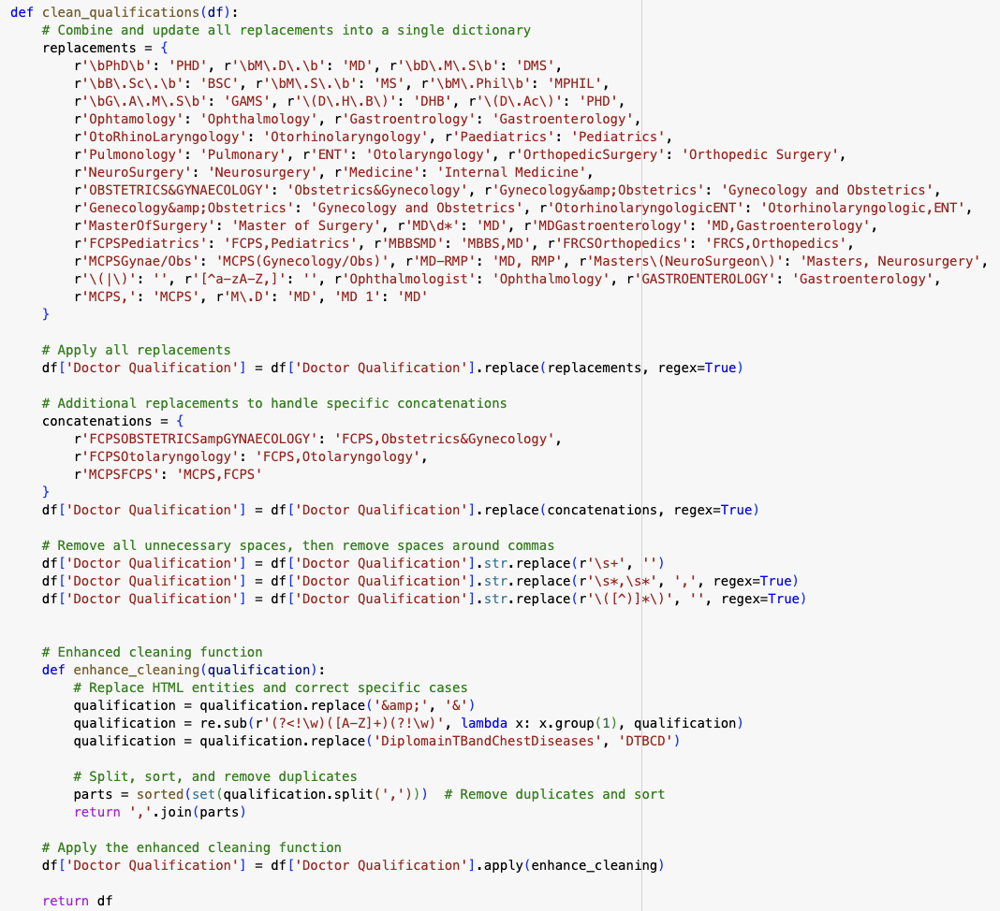 def clean_qualifications(df):
    # Combine and update all replacements into a single dictionary
    replacements = {
        r'\bPhD\b': 'PHD', r'\bM\.D\.\b': 'MD', r'\bD\.M\.S\b': 'DMS',
        r'\bB\.Sc\.\b': 'BSC', r'\bM\.S\.\b': 'MS', r'\bM\.Phil\b': 'MPHIL',
        r'\bG\.A\.M\.S\b': 'GAMS', r'\(D\.H\.B\)': 'DHB', r'\(D\.Ac\)': 'PHD',
        r'Ophtamology': 'Ophthalmology', r'Gastroentrology': 'Gastroenterology',
        r'OtoRhinoLaryngology': 'Otorhinolaryngology', r'Paediatrics': 'Pediatrics',
        r'Pulmonology': 'Pulmonary', r'ENT': 'Otolaryngology', r'OrthopedicSurgery': 'Orthopedic Surgery',
        r'NeuroSurgery': 'Neurosurgery', r'Medicine': 'Internal Medicine',
        r'OBSTETRICS&GYNAECOLOGY': 'Obstetrics&Gynecology', r'Gynecology&amp;Obstetrics': 'Gynecology and Obstetrics',
        r'Genecology&amp;Obstetrics': 'Gynecology and Obstetrics', r'OtorhinolaryngologicENT': 'Otorhinolaryngologic,ENT',
        r'MasterOfSurgery': 'Master of Surgery', r'MD\d*': 'MD', r'MDGastroenterology': 'MD,Gastroenterology',
        r'FCPSPediatrics': 'FCPS,Pediatrics', r'MBBSMD': 'MBBS,MD', r'FRCSOrthopedics': 'FRCS,Orthopedics',
        r'MCPSGynae/Obs': 'MCPS(Gynecology/Obs)', r'MD-RMP': 'MD, RMP', r'Masters\(NeuroSurgeon\)': 'Masters, Neurosurgery',
        r'\(|\)': '', r'[^a-zA-Z,]': '', r'Ophthalmologist': 'Ophthalmology', r'GASTROENTEROLOGY': 'Gastroenterology',
        r'MCPS,': 'MCPS', r'M\.D': 'MD', 'MD 1': 'MD'
    }
    # Apply all replacements
    df['Doctor Qualification'] = df['Doctor Qualification'].replace(replacements, regex=True)
    # Additional replacements to handle specific concatenations
    concatenations = {
        r'FCPSOBSTETRICSampGYNAECOLOGY': 'FCPS,Obstetrics&Gynecology',
        r'FCPSOtolaryngology': 'FCPS,Otolaryngology',
        r'MCPSFCPS': 'MCPS,FCPS'
    }
    df['Doctor Qualification'] = df['Doctor Qualification'].replace(concatenations, regex=True)
    # Remove all unnecessary spaces, then remove spaces around commas
    df['Doctor Qualification'] = df['Doctor Qualification'].str.replace(r'\s+', '')
    df['Doctor Qualification'] = df['Doctor Qualification'].str.replace(r'\s*,\s*', ',', regex=True)
    df['Doctor Qualification'] = df['Doctor Qualification'].str.replace(r'\([^)]*\)', '', regex=True)
    # Enhanced cleaning function
    def enhance_cleaning(qualification):
        # Replace HTML entities and correct specific cases
        qualification = qualification.replace('&amp;', '&')
        qualification = re.sub(r'(?<!\w)([A-Z]+)(?!\w)', lambda x: x.group(1), qualification)
        qualification = qualification.replace('DiplomainTBandChestDiseases', 'DTBCD')
        # Split, sort, and remove duplicates
        parts = sorted(set(qualification.split(',')))  # Remove duplicates and sort
        return ','.join(parts)
    # Apply the enhanced cleaning function
    df['Doctor Qualification'] = df['Doctor Qualification'].apply(enhance_cleaning)
    return df